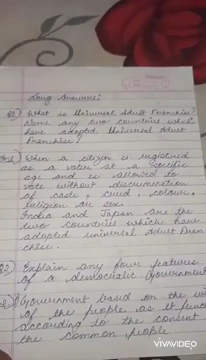 Long Answers:
Q1) What is Universal Adult Franchise.
Name any two countries which
have adopted Universal Adult
Franchise.
Ans1) When a citizen is registered
as a voter at a specific
age and is allowed to
vote without discrimination
of caste, creed, colour,
religion or sex.
India and Japan are the
two countries which have
adopted universal Adult Fran
chise.
Q2) Explain any four features
of a democratic Government
Government based on the
of the people as it func
according to the consent
the common people.
VIVAVIDEO